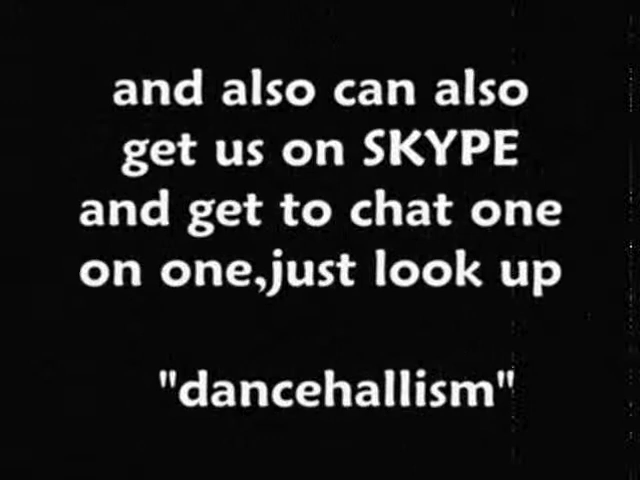 and also can also
get us on SKYPE
and get to chat one
on one,just look up
"dancehallism"